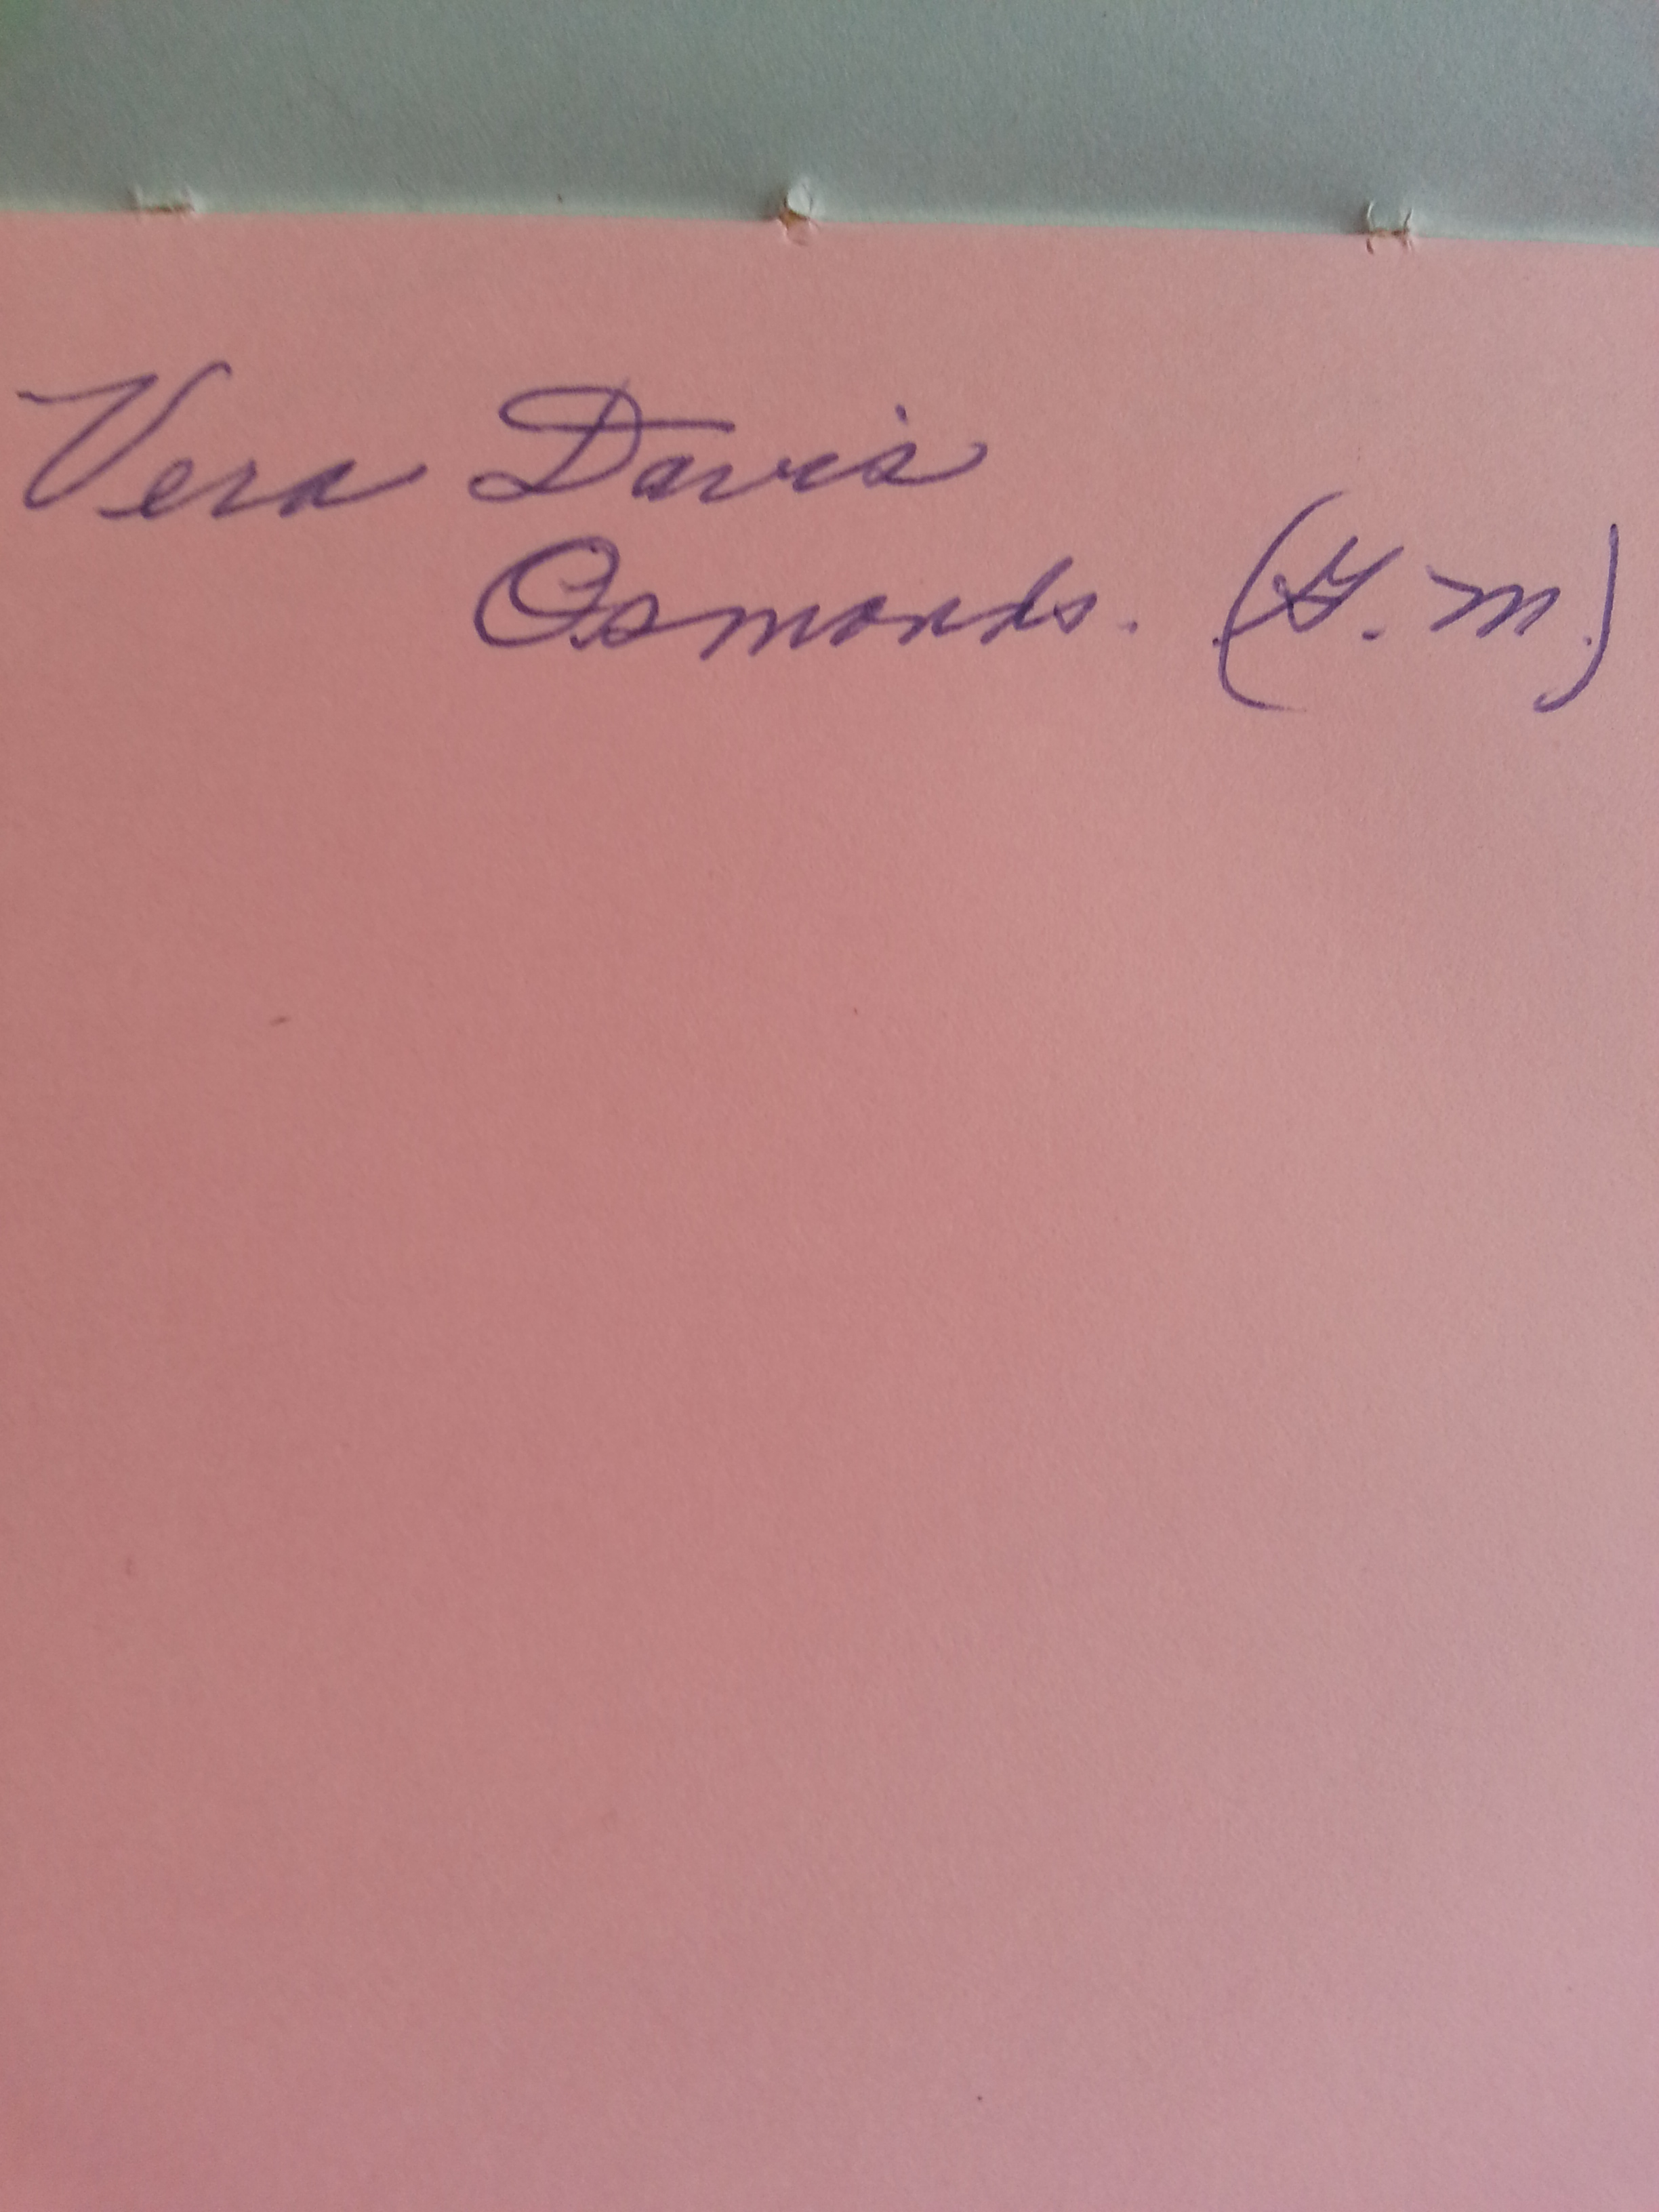 Vera Davis
Osmonds. (G.M.)